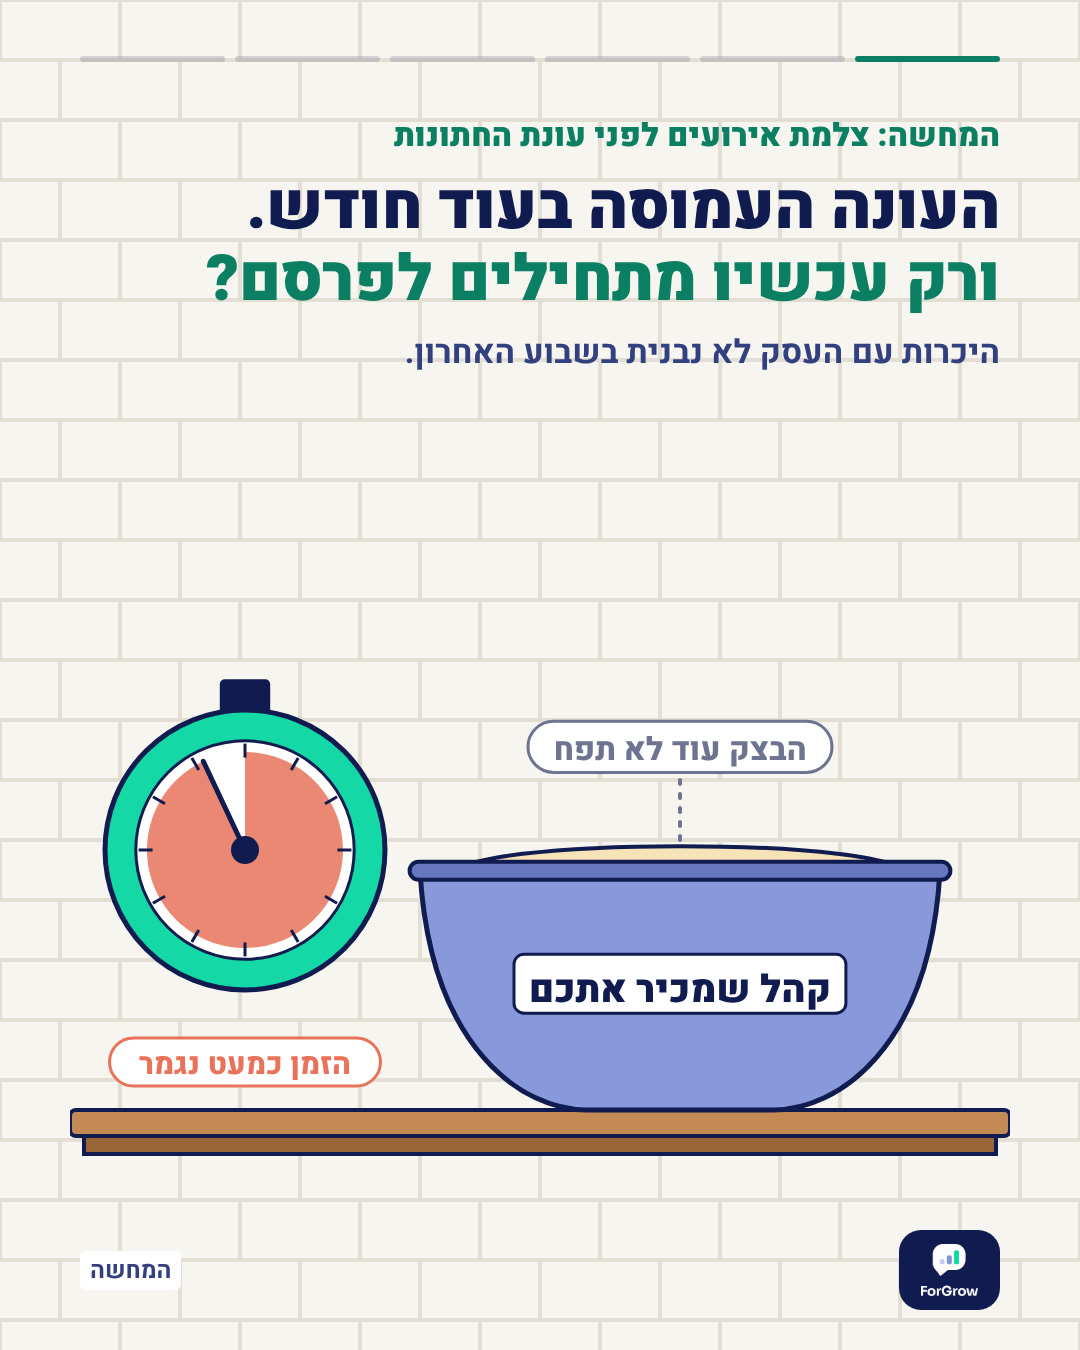 המחשה: צלמת אירועים לפני עונת החתונות
העונה העמוסה בעוד חודש.
ורק עכשיו מתחילים לפרסם?
היכרות עם העסק לא נבנית בשבוע האחרון.
הבצק עוד לא תפח
קהל שמכיר אתכם
הזמן כמעט נגמר
המחשה
ForGrow